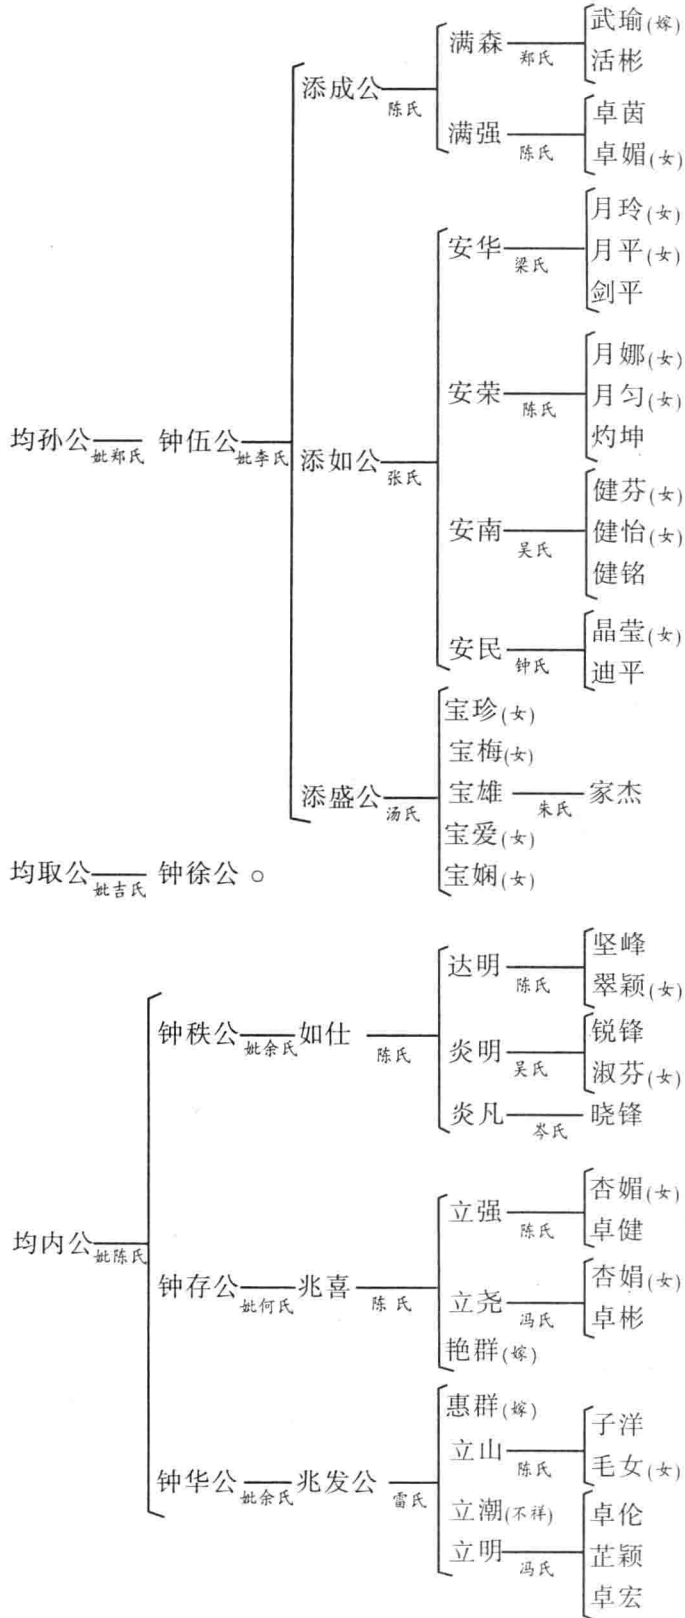 均孙公 妣郑氏 钟伍公 妣李氏
添成公 陈氏
满森 郑氏
武瑜(嫁)
活彬
满强 陈氏
卓茵
卓媚(女)
添如公 张氏
安华 梁氏
月玲(女)
月平(女)
剑平
安荣 陈氏
月娜(女)
月匀(女)
灼坤
安南 吴氏
健芬(女)
健怡(女)
健铭
安民 钟氏
晶莹(女)
迪平
添盛公 汤氏
宝珍(女)
宝梅(女)
宝雄 朱氏 家杰
宝爱(女)
宝娴(女)
均取公 妣吉氏 钟徐公。
均内公 妣陈氏
钟秩公 妣余氏 如仕 陈氏
达明 陈氏
坚峰
翠颖(女)
炎明 吴氏
锐锋
淑芬(女)
炎凡 岑氏 晓锋
钟存公 妣何氏 兆喜 陈氏
立强 陈氏
杏媚(女)
卓健
立尧 冯氏
杏娟(女)
卓彬
艳群(嫁)
钟华公 妣余氏 兆发公 雷氏
惠群(嫁)
立山 陈氏
子洋
毛女(女)
立潮(不祥)
立明 冯氏
卓伦
芷颖
卓宏